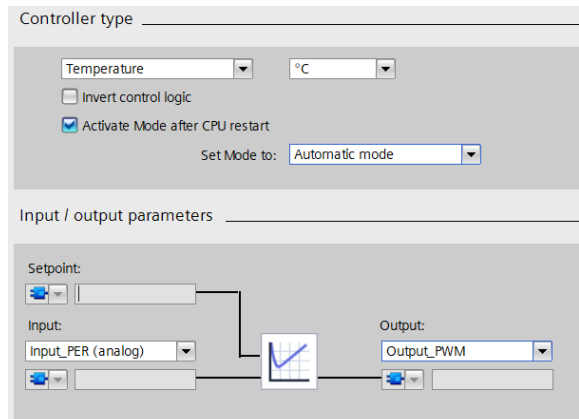 Controller type
Temperature °C
Invert control logic
Activate Mode after CPU restart
Set Mode to: Automatic mode
Input / output parameters
Setpoint:
Input: Output:
Input_PER (analog) Output_PWM